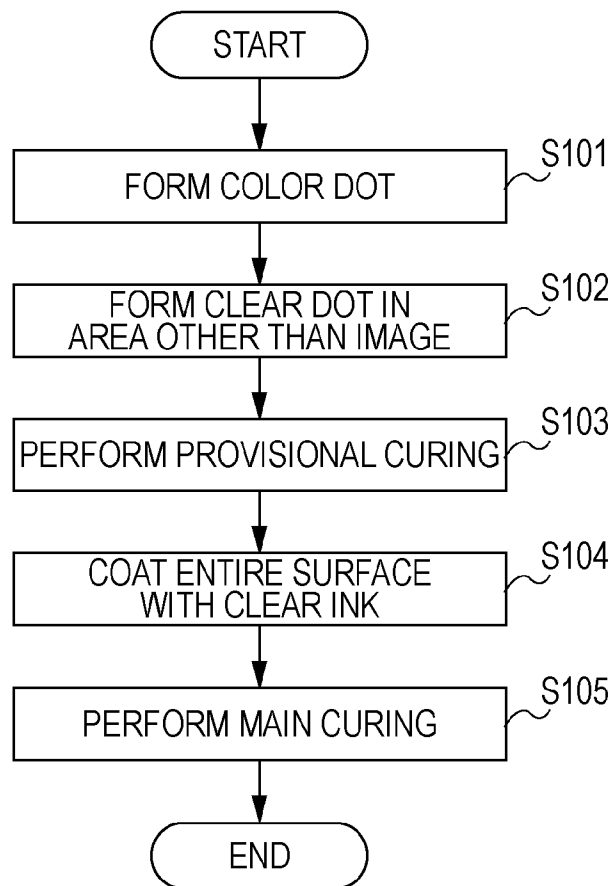 START
S101
FORM COLOR DOT
S102
FORM CLEAR DOT IN
AREA OTHER THAN IMAGE
S103
PERFORM PROVISIONAL CURING
S104
COAT ENTIRE SURFACE
WITH CLEAR INK
S105
PERFORM MAIN CURING
END